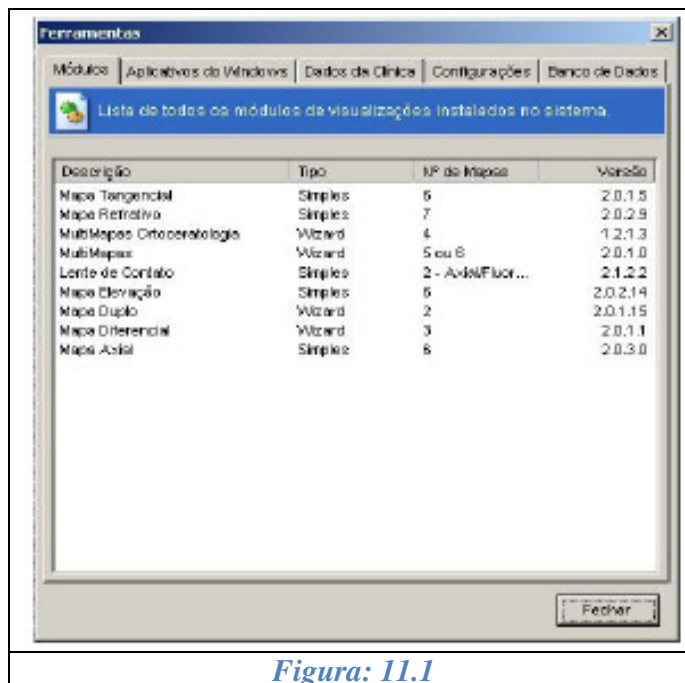 Ferramentas
Módulos Aplicativos do Windows Dados da Clínica Configurações Banco de Dados
Lista de todos os módulos de visualizações instalados no sistema.
Descrição Tipo Nº de Mapas Versão
Mapa Tangencial Simples 6 2.0.1.5
Mapa Refrativo Simples 7 2.0.2.9
MultiMapas Ortoceratologia Wizard 4 1.2.1.3
MultiMapas Wizard 5 ou 6 2.0.1.0
Lente de Contato Simples 2 - Axial/Fluor... 2.1.2.2
Mapa Elevação Simples 6 2.0.2.14
Mapa Duplo Wizard 2 2.0.1.15
Mapa Diferencial Wizard 3 2.0.1.1
Mapa Axial Simples 6 2.0.3.0
Fechar
Figura: 11.1